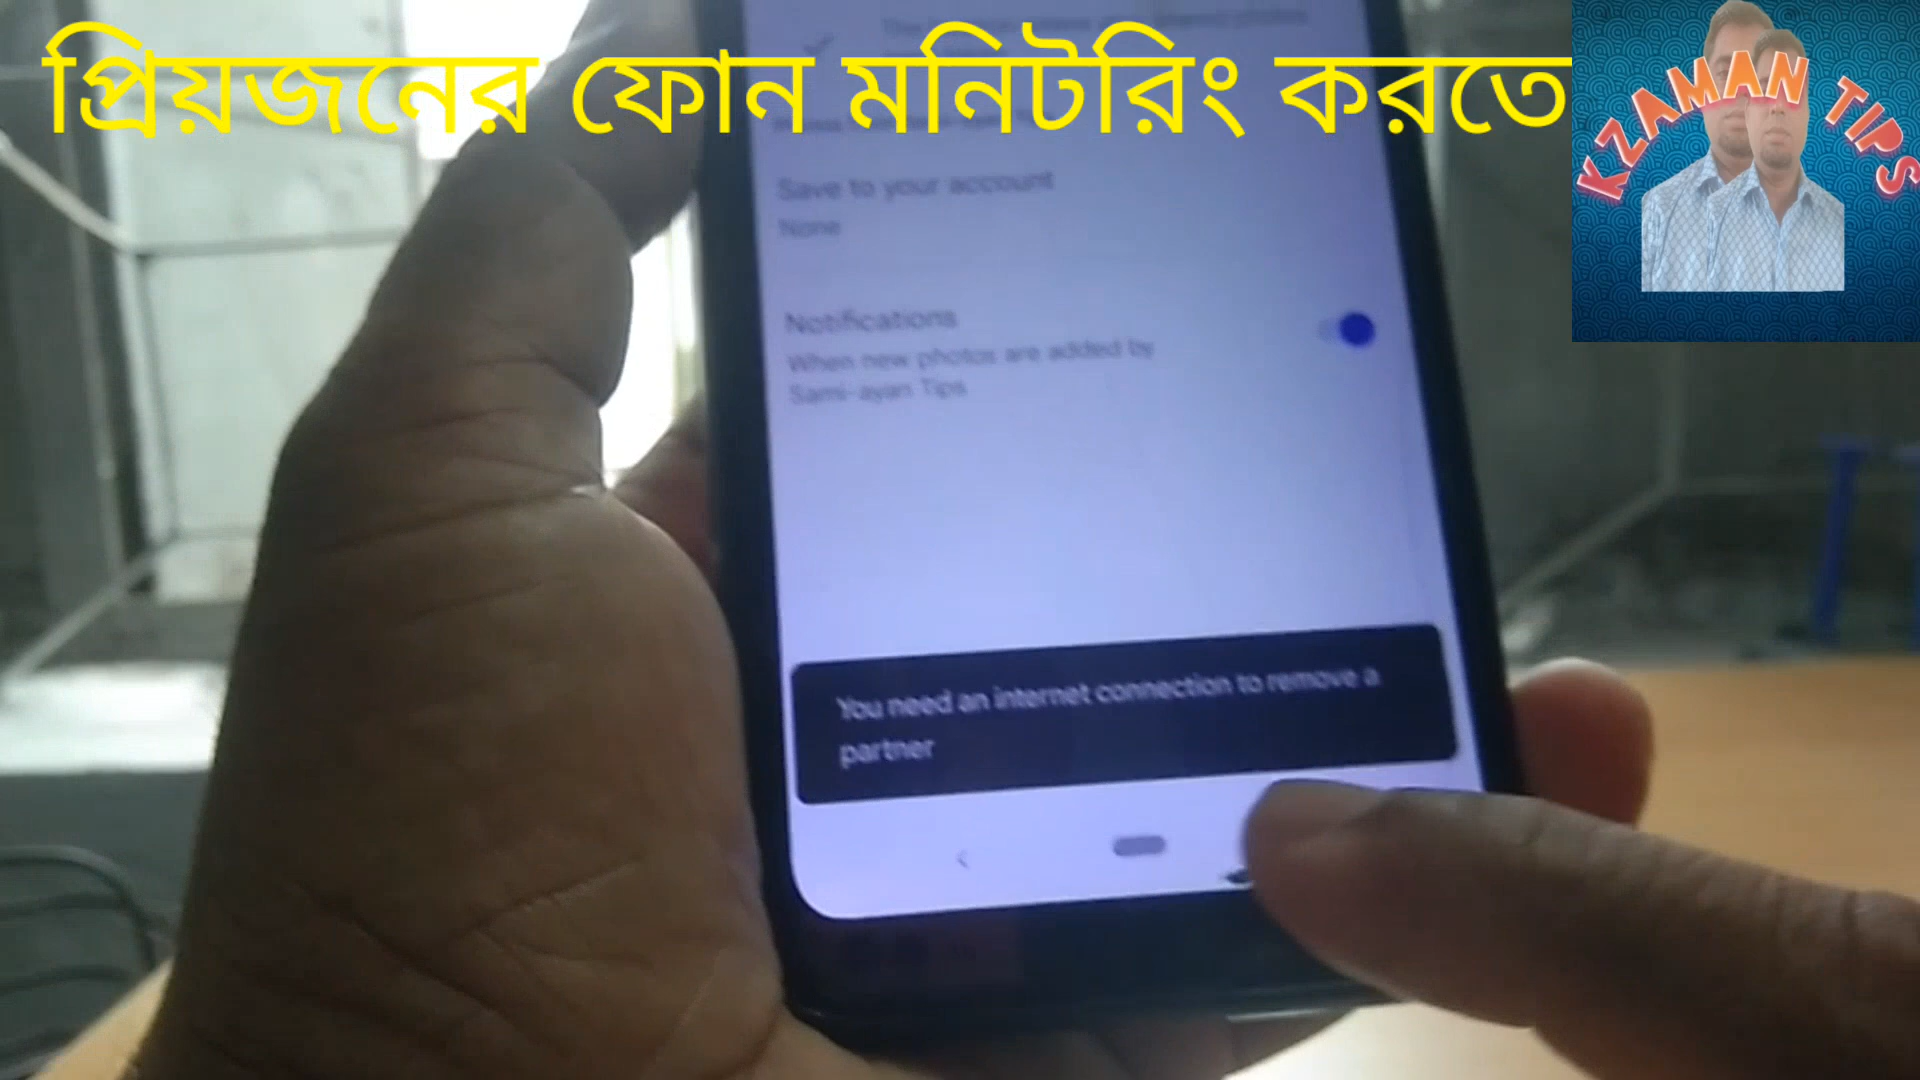 প্রিয়জনের ফোন মনিটরিং করতে
KZAMAN TIPS
Save to your account
None
Notifications
When new photos are added by
Sami-ayan Tips
You need an internet connection to remove a
partner